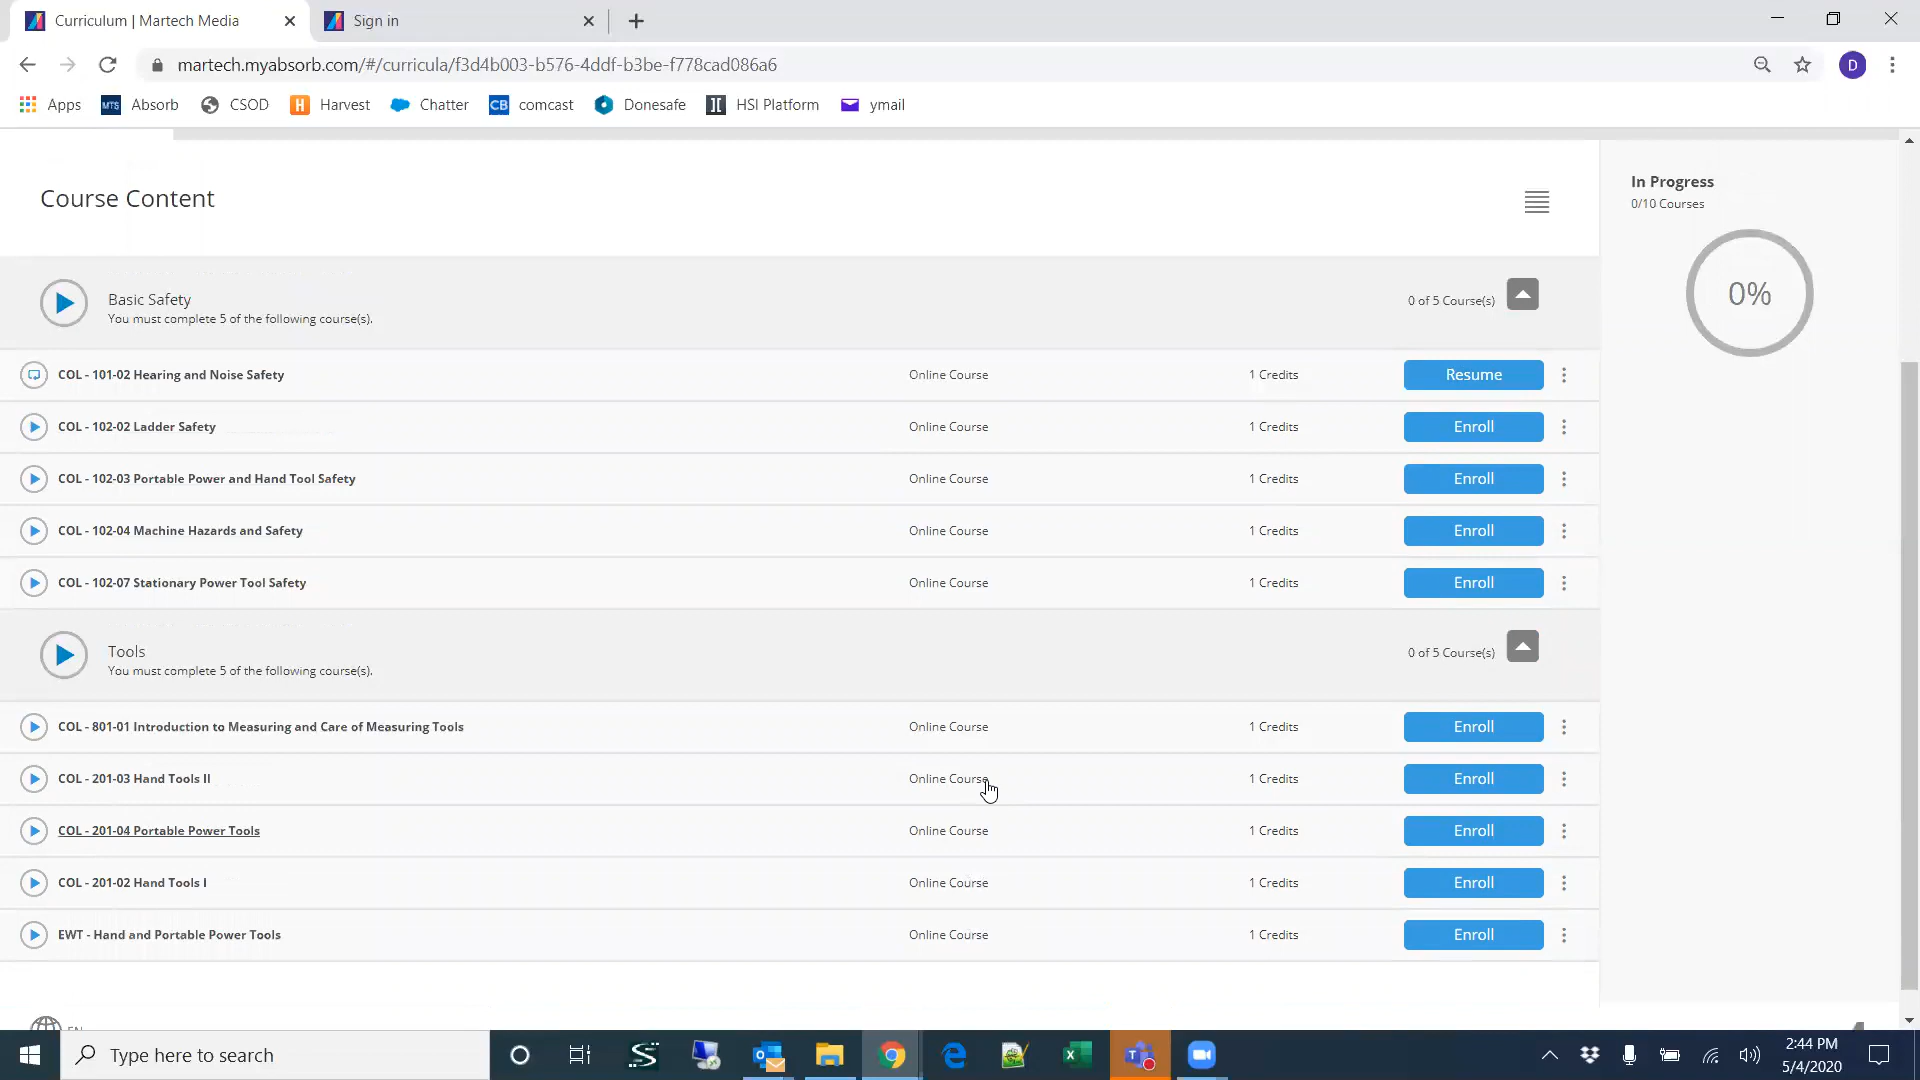 Curriculum | Martech Media
Sign in
martech.myabsorb.com/#/curricula/f3d4b003-b576-4ddf-b3be-f778cad086a6
D
Apps
MTS Absorb
CSOD
H Harvest
Chatter
CB comcast
Donesafe
HSI Platform
ymail
Course Content
In Progress
0/10 Courses
0%
Basic Safety
You must complete 5 of the following course(s).
0 of 5 Course(s)
COL - 101-02 Hearing and Noise Safety Online Course 1 Credits Resume
COL - 102-02 Ladder Safety Online Course 1 Credits Enroll
COL - 102-03 Portable Power and Hand Tool Safety Online Course 1 Credits Enroll
COL - 102-04 Machine Hazards and Safety Online Course 1 Credits Enroll
COL - 102-07 Stationary Power Tool Safety Online Course 1 Credits Enroll
Tools
You must complete 5 of the following course(s).
0 of 5 Course(s)
COL - 801-01 Introduction to Measuring and Care of Measuring Tools Online Course 1 Credits Enroll
COL - 201-03 Hand Tools II Online Course 1 Credits Enroll
COL - 201-04 Portable Power Tools Online Course 1 Credits Enroll
COL - 201-02 Hand Tools I Online Course 1 Credits Enroll
EWT - Hand and Portable Power Tools Online Course 1 Credits Enroll
Type here to search
2:44 PM
5/4/2020